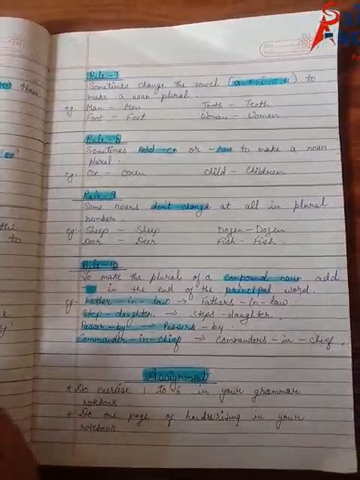 Rule-7
Sometimes change the vowel (a, e, i, o, u) to
make a noun plural.
eg. Man - Men Tooth - Teeth
Foot - Feet Woman - Women
Rule-8
Sometimes Add-en or -ren to make a noun
plural.
eg: Ox - Oxen Child - Children
Rule-9
Some nouns don't change at all in plural
number.
eg: Sheep - Sheep Dozen - Dozen
Deer - Deer Fish - Fish.
Rule-10
To make the plural of a compound noun add
in the end of the principal word
eg: Father-in-law → Fathers-in-law
Step-daughter → Steps-daughter.
Passer-by → Passers-by.
Commander-in-chief → Commanders-in-chief.
Assignment
* Do exercise 1 to 6 in your grammar
notebook
* Do one page of handwriting in your
notebook
to